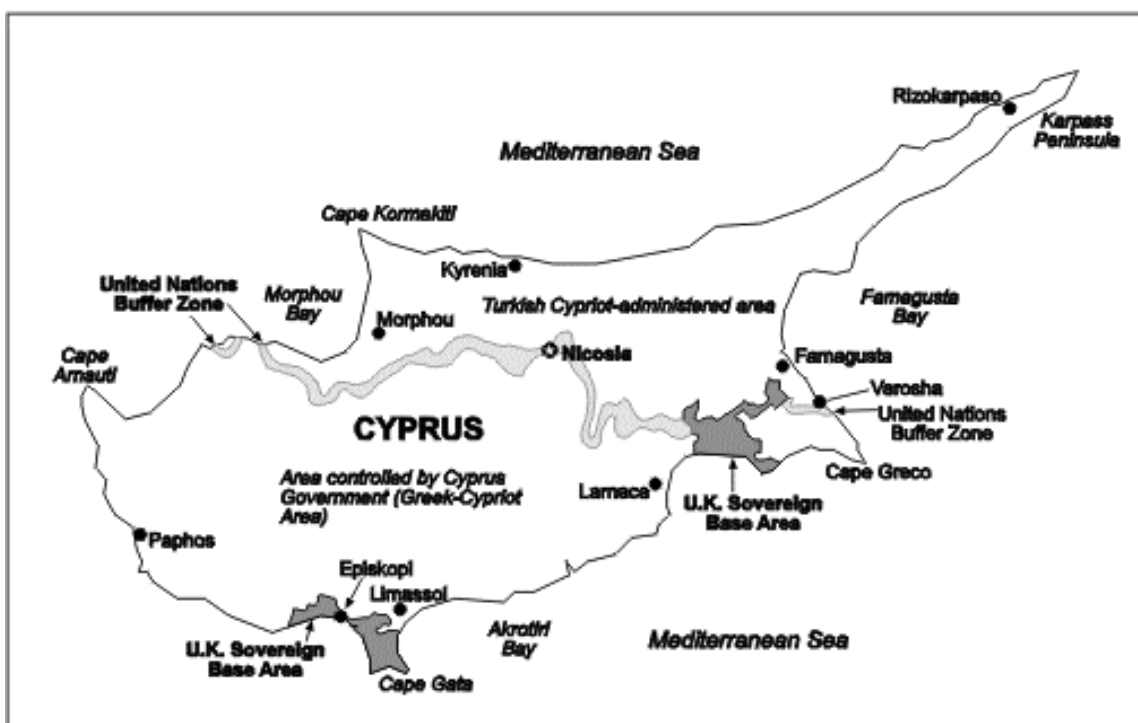 Rizokarpaso
Karpass
Peninsula
Mediterranean Sea
Cape Kormakiti
Kyrenia
United Nations
Buffer Zone
Morphou
Bay
Turkish Cypriot-administered area
Famagusta
Bay
Morphou
Cape
Arnauti
Nicosia
Famagusta
Varosha
United Nations
Buffer Zone
CYPRUS
Cape Greco
Area controlled by Cyprus
Government (Greek-Cypriot
Area)
Larnaca
U.K. Sovereign
Base Area
Paphos
Episkopi
Limassol
Akrotiri
Bay
Mediterranean Sea
U.K. Sovereign
Base Area
Cape Gata